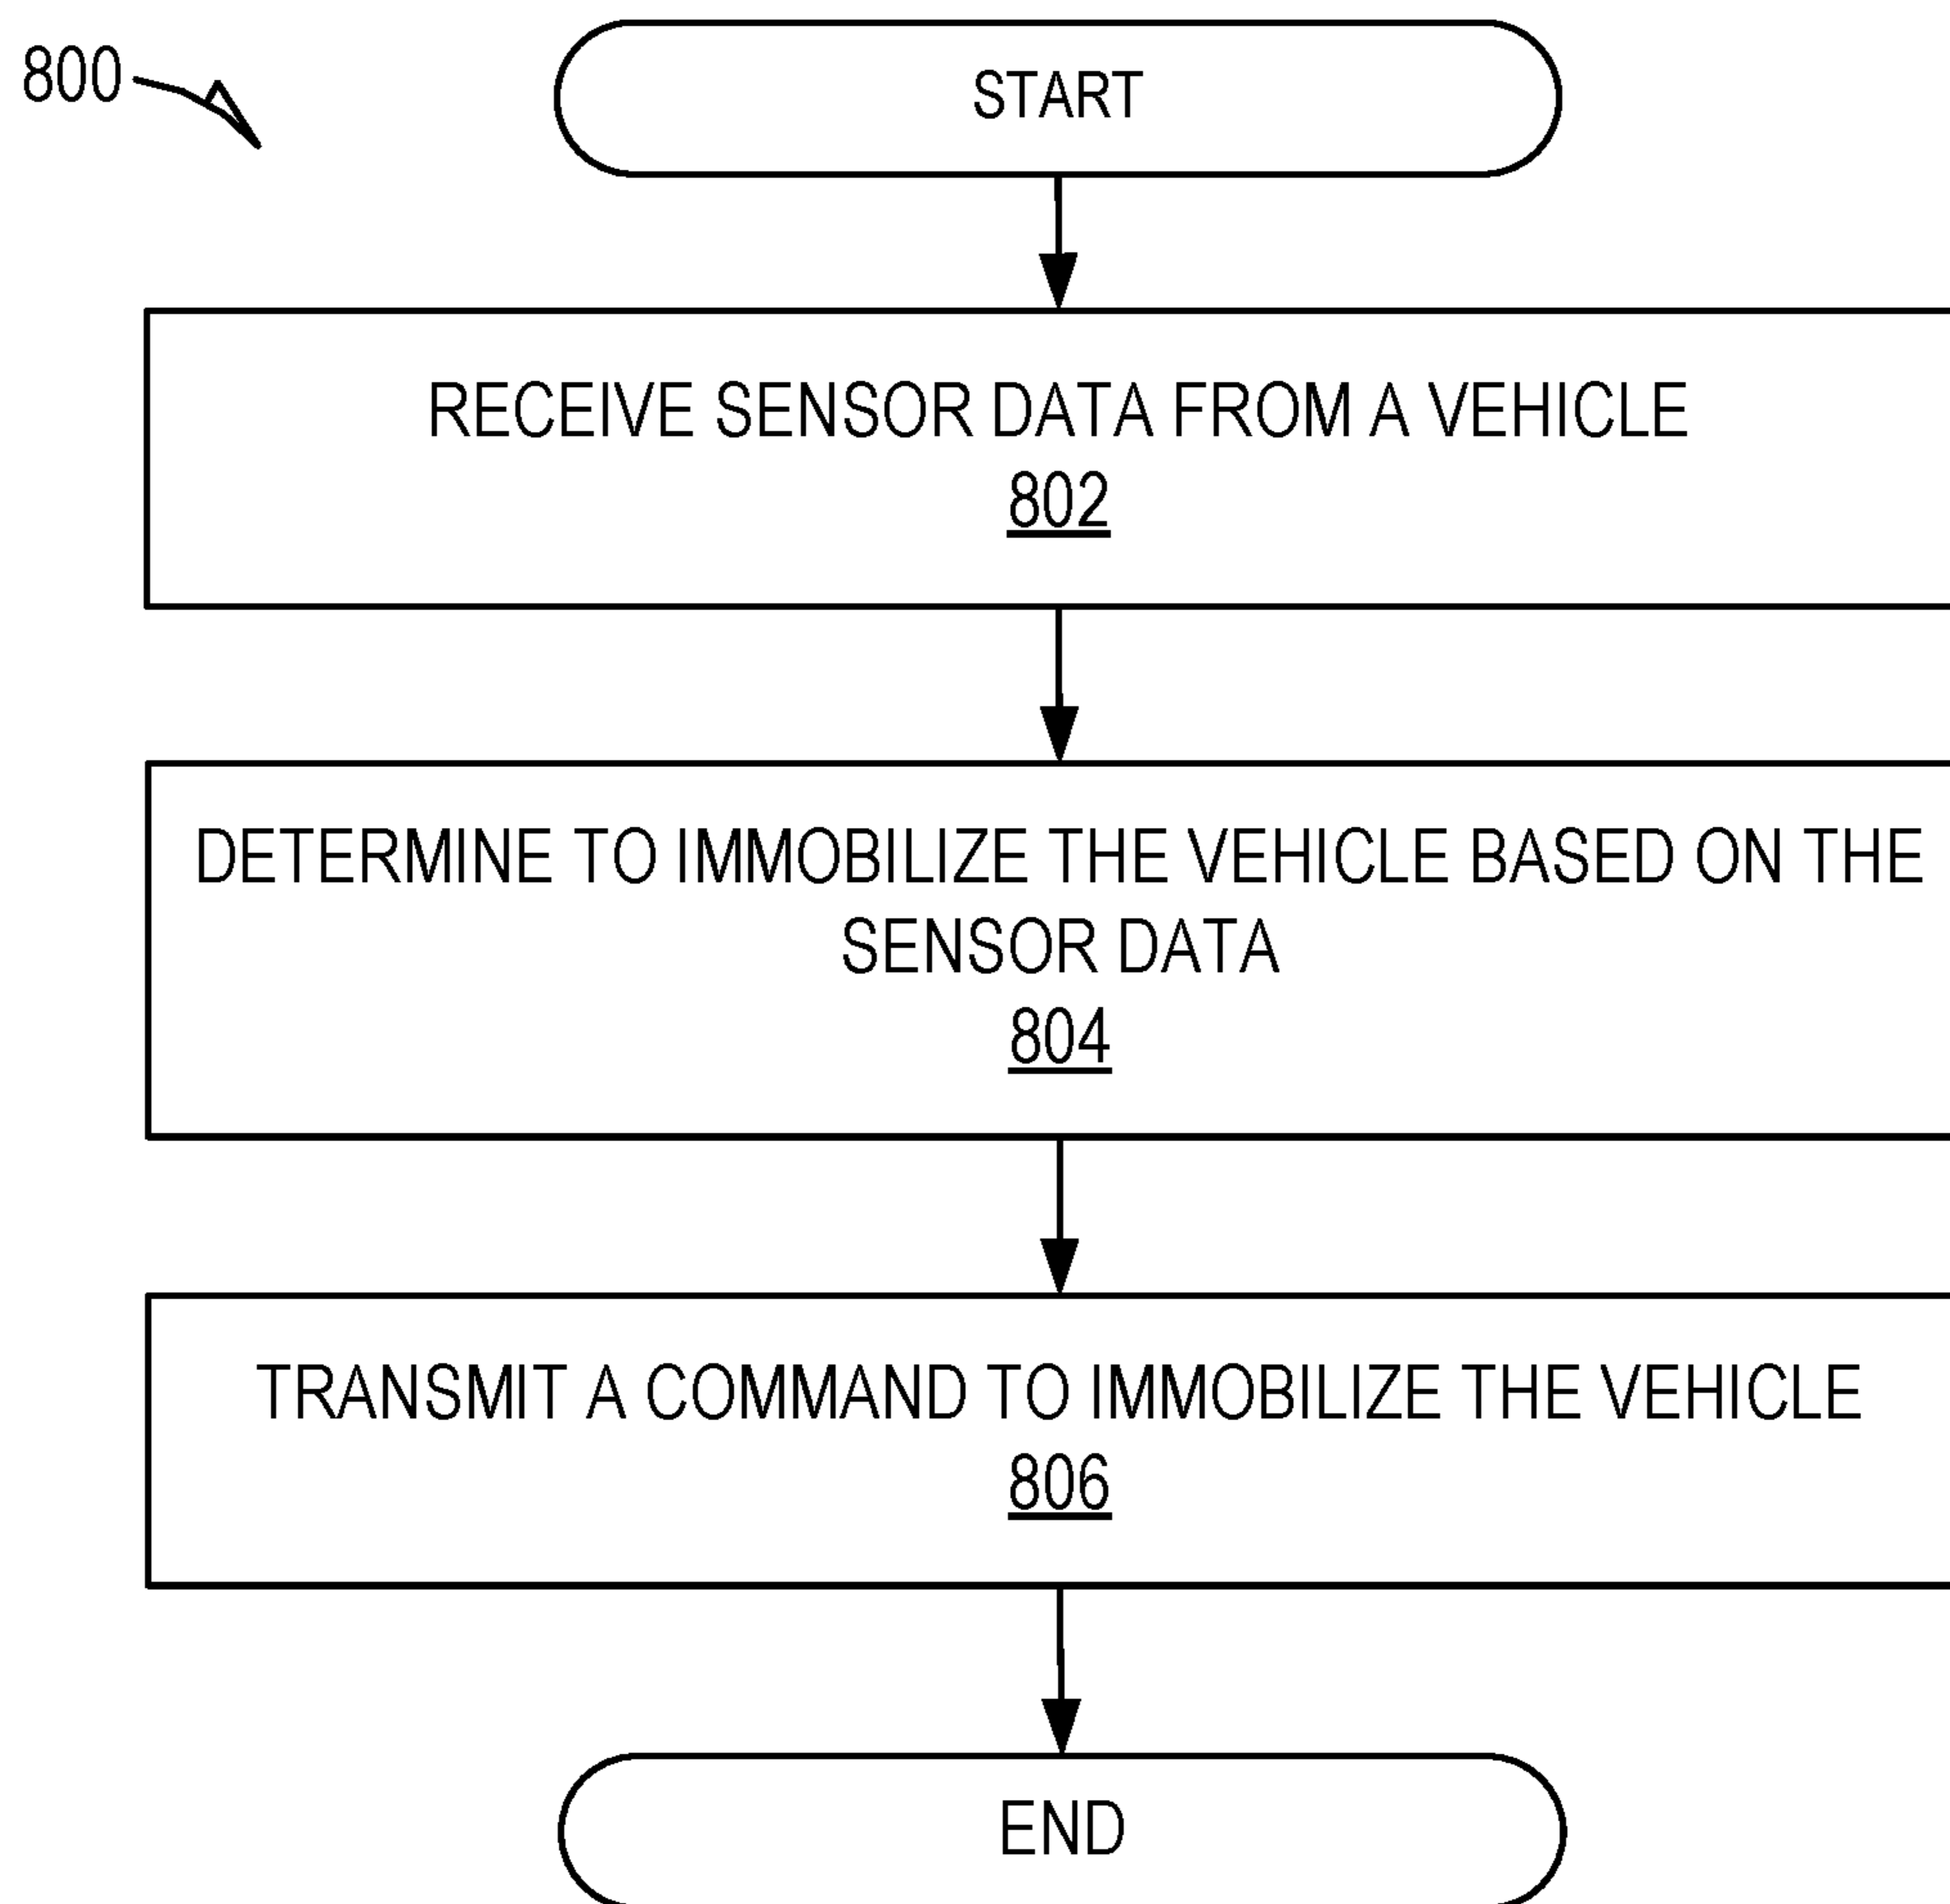 800
START
RECEIVE SENSOR DATA FROM A VEHICLE
802
DETERMINE TO IMMOBILIZE THE VEHICLE BASED ON THE
SENSOR DATA
804
TRANSMIT A COMMAND TO IMMOBILIZE THE VEHICLE
806
END